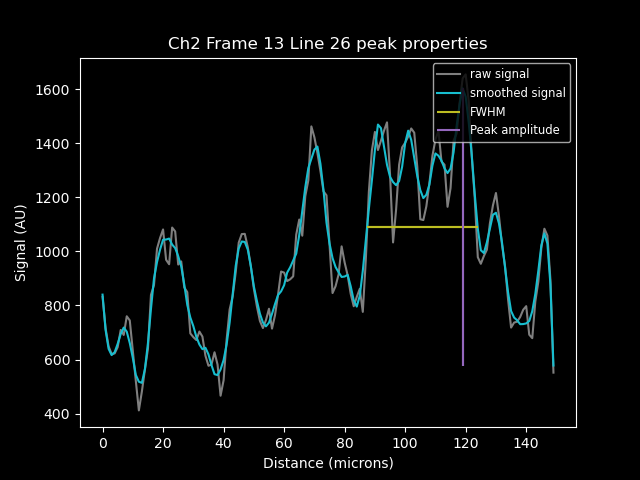 Ch2 Frame 13 Line 26 peak properties
raw signal
smoothed signal
FWHM
Peak amplitude
Signal (AU)
1600
1400
1200
1000
800
600
400
0 20 40 60 80 100 120 140
Distance (microns)